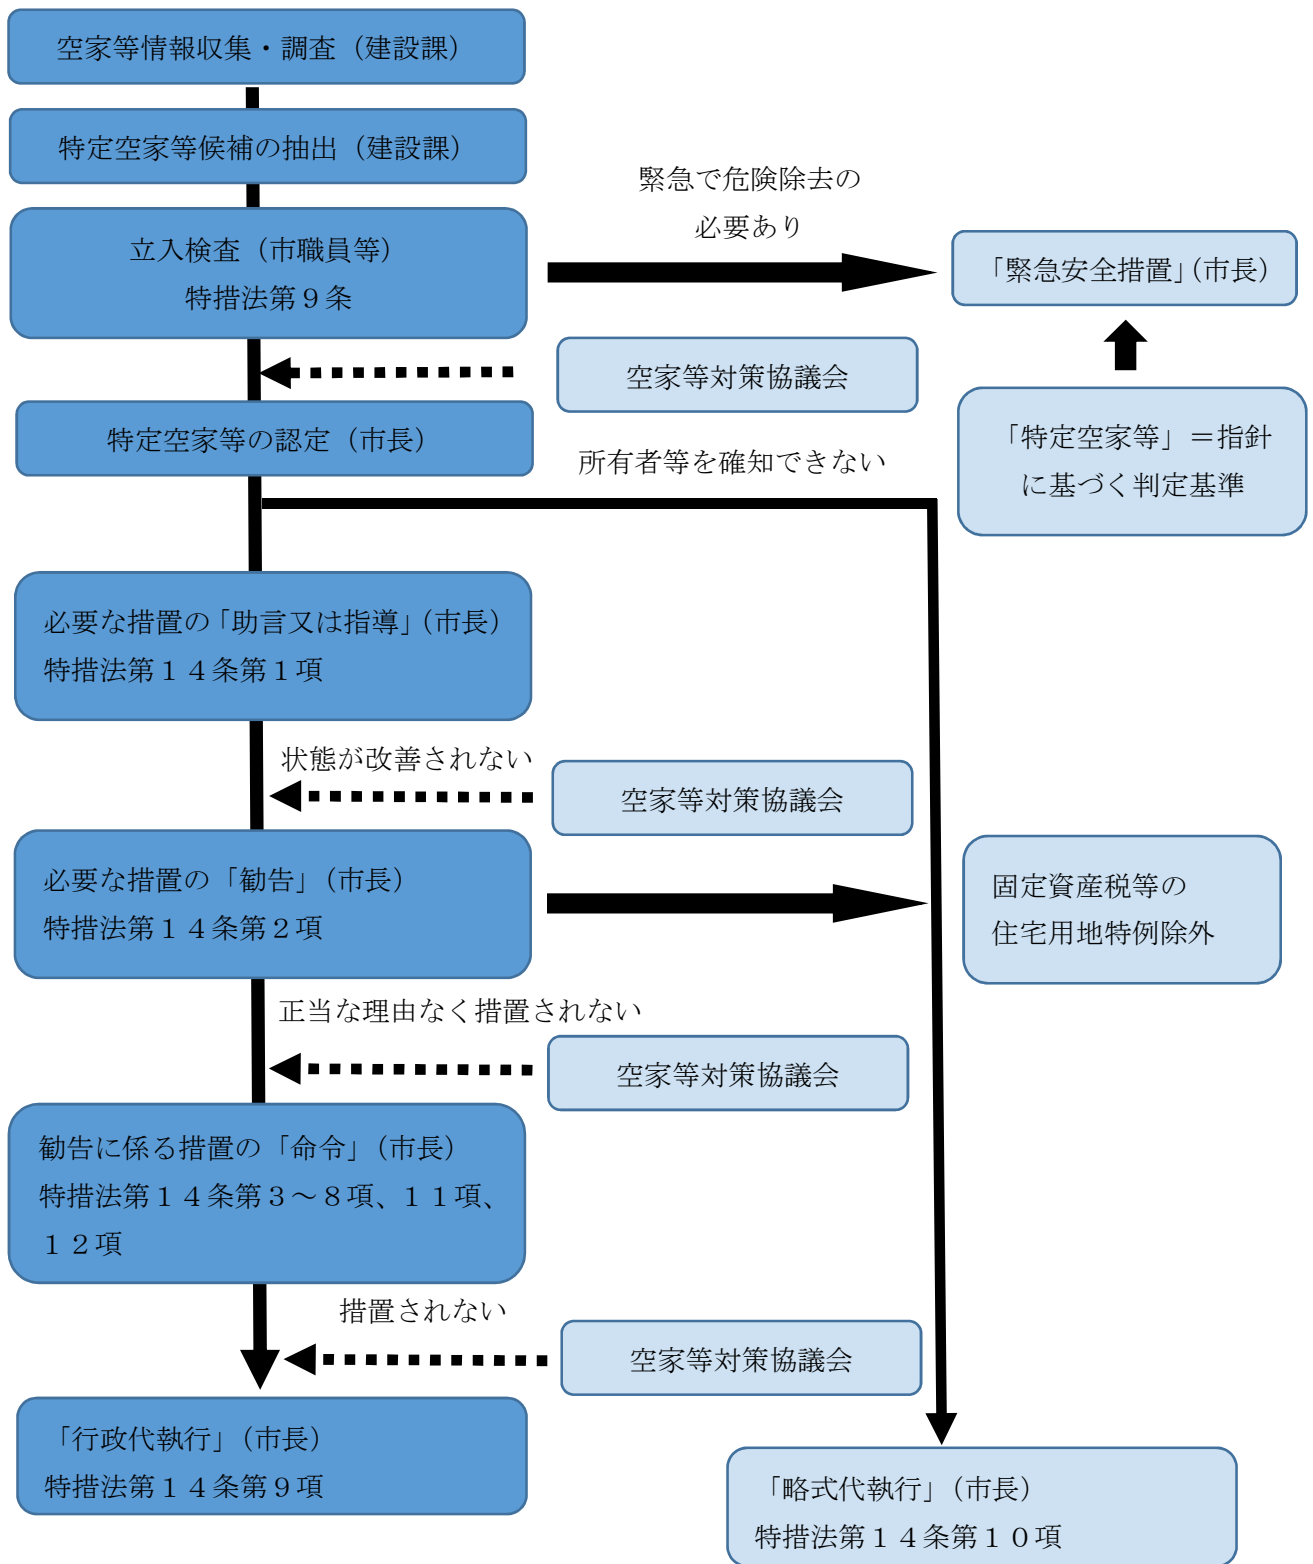 空家等情報収集・調査（建設課）
特定空家等候補の抽出（建設課）
緊急で危険除去の
必要あり
立入検査（市職員等）
特措法第９条
「緊急安全措置」（市長）
空家等対策協議会
特定空家等の認定（市長）
「特定空家等」＝指針
に基づく判定基準
所有者等を確知できない
必要な措置の「助言又は指導」（市長）
特措法第１４条第１項
状態が改善されない
空家等対策協議会
必要な措置の「勧告」（市長）
特措法第１４条第２項
固定資産税等の
住宅用地特例除外
正当な理由なく措置されない
空家等対策協議会
勧告に係る措置の「命令」（市長）
特措法第１４条第３～８項、１１項、
１２項
措置されない
空家等対策協議会
「行政代執行」（市長）
特措法第１４条第９項
「略式代執行」（市長）
特措法第１４条第１０項